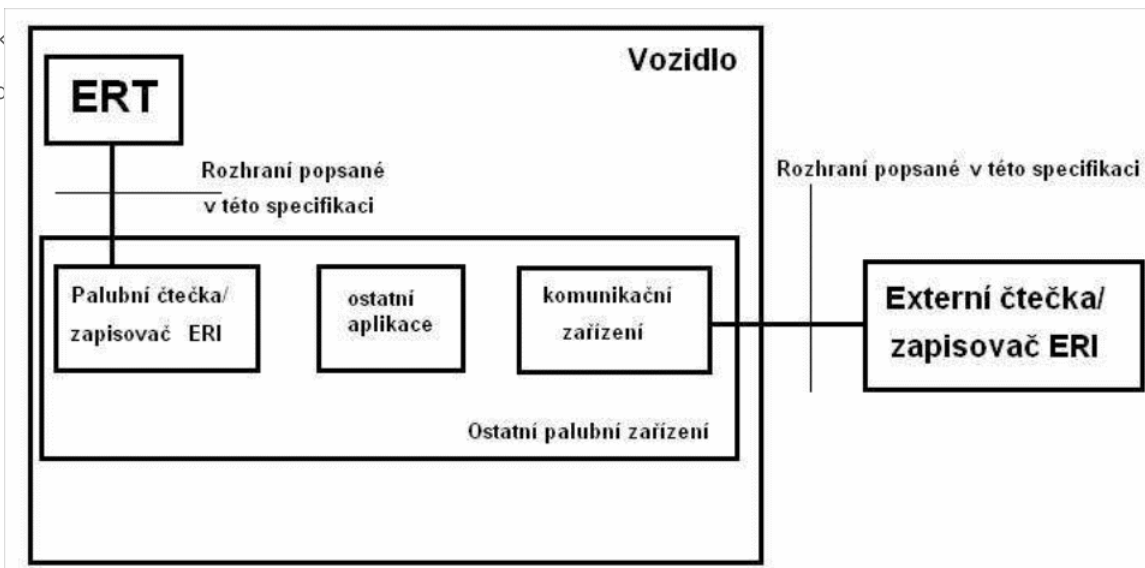 Vozidlo
ERT
Rozhraní popsané
v této specifikaci
Rozhraní popsané v této specifikaci
Palubní čtečka/
zapisovač ERI
ostatní
aplikace
komunikační
zařízení
Externí čtečka/
zapisovač ERI
Ostatní palubní zařízení